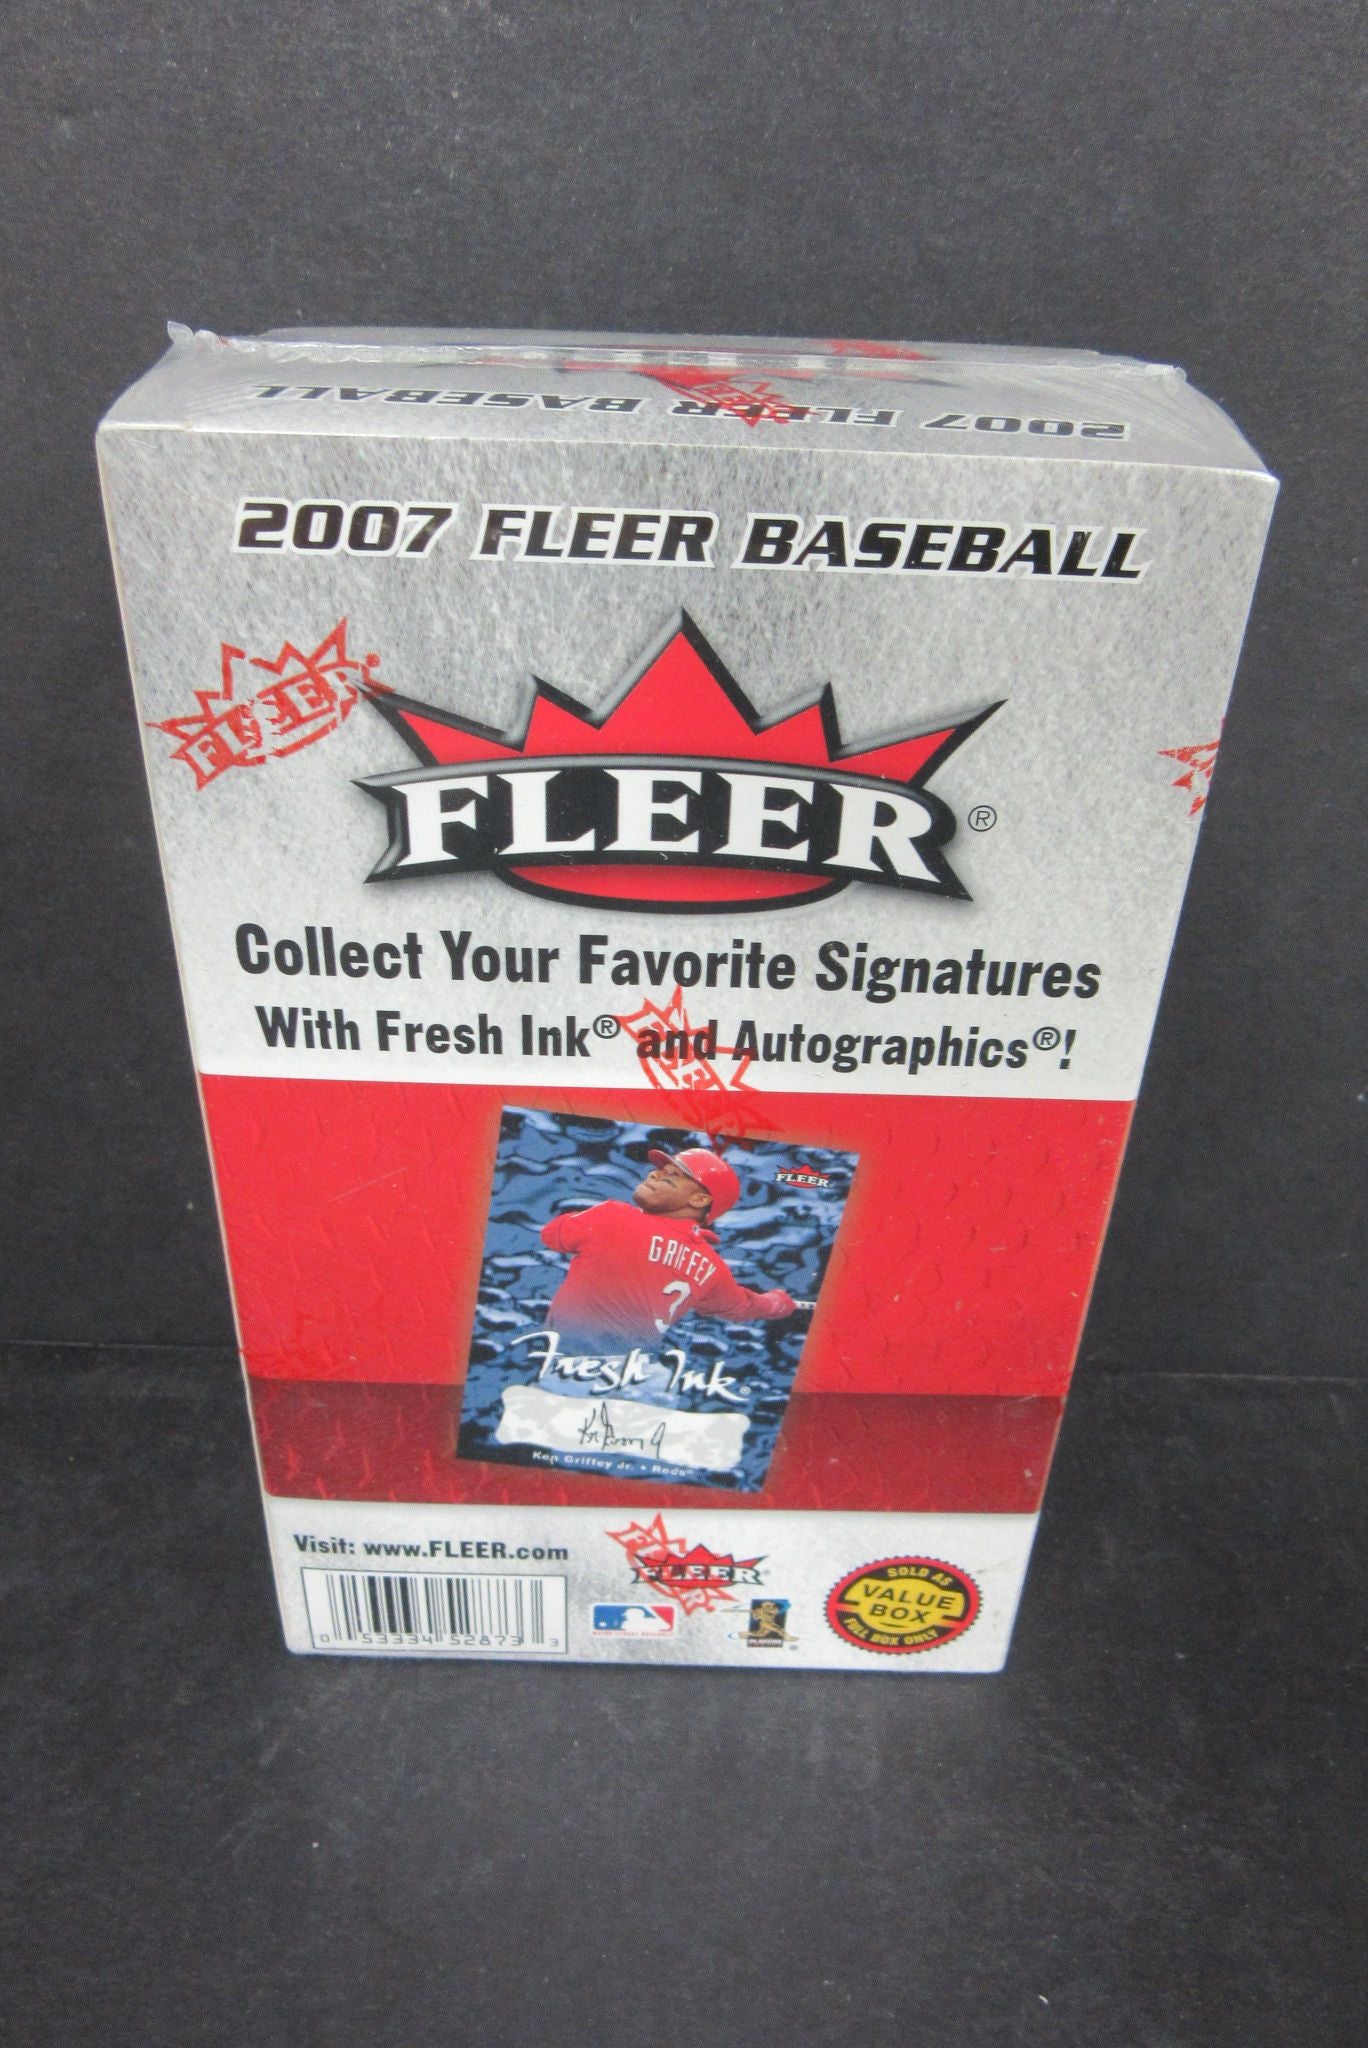 2007 FLEER BASEBALL
2007 FLEER BASEBALL
FLEER®
FLEER®
Collect Your Favorite Signatures
With Fresh Ink® and Autographics®!
FLEER
FLEER
GRIFFEY
3
Fresh Ink®
Ken Griffey Jr. • Reds®
Visit: www.FLEER.com
FLEER
FLEER
SOLD AS
VALUE
BOX
FULL BOX ONLY
0 53334 52873 3